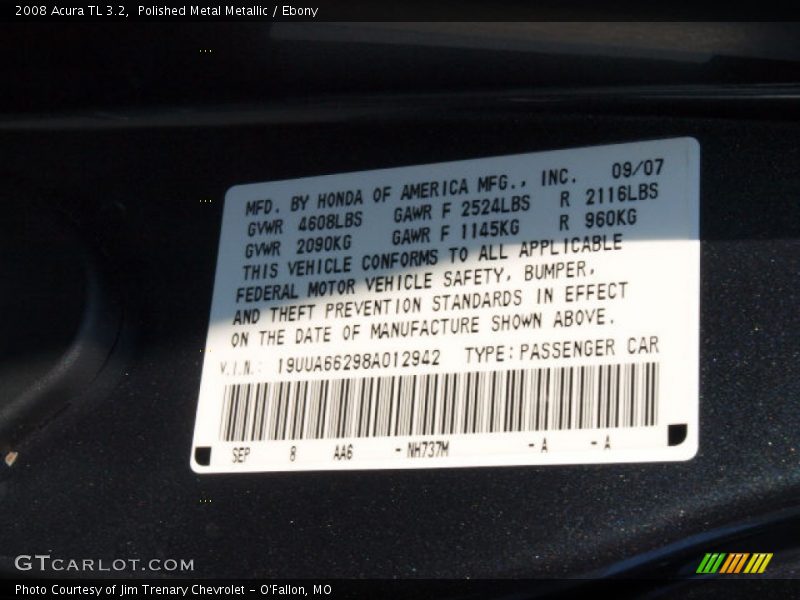 2008 Acura TL 3.2,  Polished Metal Metallic / Ebony
MFD. BY HONDA OF AMERICA MFG., INC. 09/07
GVWR 4608LBS GAWR F 2524LBS R 2116LBS
GVWR 2090KG GAWR F 1145KG R 960KG
THIS VEHICLE CONFORMS TO ALL APPLICABLE
FEDERAL MOTOR VEHICLE SAFETY, BUMPER,
AND THEFT PREVENTION STANDARDS IN EFFECT
ON THE DATE OF MANUFACTURE SHOWN ABOVE.
V.I.N.: 19UUA66298A012942 TYPE: PASSENGER CAR
SEP 8 AA6 - NH737M - A - A
GTCARLOT.COM
Photo Courtesy of Jim Trenary Chevrolet - O'Fallon, MO